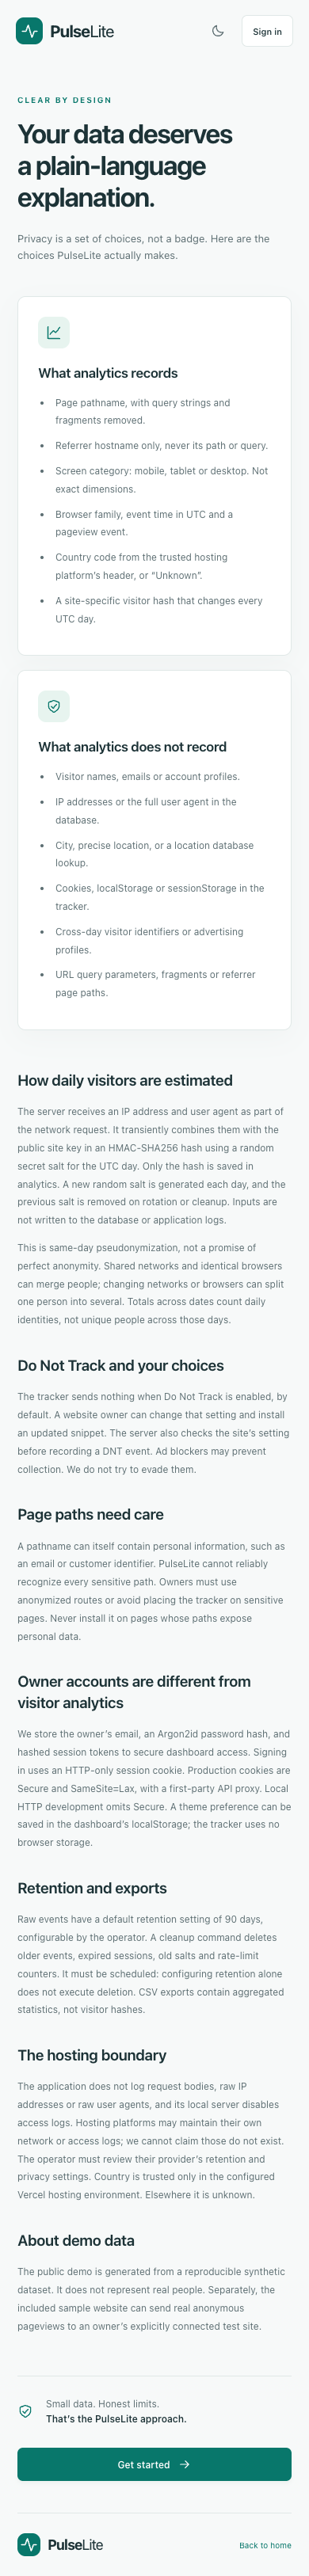 PulseLite
Sign in
CLEAR BY DESIGN
Your data deserves
a plain-language
explanation.
Privacy is a set of choices, not a badge. Here are the
choices PulseLite actually makes.
What analytics records
• Page pathname, with query strings and
fragments removed.
• Referrer hostname only, never its path or query.
• Screen category: mobile, tablet or desktop. Not
exact dimensions.
• Browser family, event time in UTC and a
pageview event.
• Country code from the trusted hosting
platform's header, or “Unknown”.
• A site-specific visitor hash that changes every
UTC day.
What analytics does not record
• Visitor names, emails or account profiles.
• IP addresses or the full user agent in the
database.
• City, precise location, or a location database
lookup.
• Cookies, localStorage or sessionStorage in the
tracker.
• Cross-day visitor identifiers or advertising
profiles.
• URL query parameters, fragments or referrer
page paths.
How daily visitors are estimated
The server receives an IP address and user agent as part of
the network request. It transiently combines them with the
public site key in an HMAC-SHA256 hash using a random
secret salt for the UTC day. Only the hash is saved in
analytics. A new random salt is generated each day, and the
previous salt is removed on rotation or cleanup. Inputs are
not written to the database or application logs.
This is same-day pseudonymization, not a promise of
perfect anonymity. Shared networks and identical browsers
can merge people; changing networks or browsers can split
one person into several. Totals across dates count daily
identities, not unique people across those days.
Do Not Track and your choices
The tracker sends nothing when Do Not Track is enabled, by
default. A website owner can change that setting and install
an updated snippet. The server also checks the site's setting
before recording a DNT event. Ad blockers may prevent
collection. We do not try to evade them.
Page paths need care
A pathname can itself contain personal information, such as
an email or customer identifier. PulseLite cannot reliably
recognize every sensitive path. Owners must use
anonymized routes or avoid placing the tracker on sensitive
pages. Never install it on pages whose paths expose
personal data.
Owner accounts are different from
visitor analytics
We store the owner's email, an Argon2id password hash, and
hashed session tokens to secure dashboard access. Signing
in uses an HTTP-only session cookie. Production cookies are
Secure and SameSite=Lax, with a first-party API proxy. Local
HTTP development omits Secure. A theme preference can be
saved in the dashboard's localStorage; the tracker uses no
browser storage.
Retention and exports
Raw events have a default retention setting of 90 days,
configurable by the operator. A cleanup command deletes
older events, expired sessions, old salts and rate-limit
counters. It must be scheduled: configuring retention alone
does not execute deletion. CSV exports contain aggregated
statistics, not visitor hashes.
The hosting boundary
The application does not log request bodies, raw IP
addresses or raw user agents, and its local server disables
access logs. Hosting platforms may maintain their own
network or access logs; we cannot claim those do not exist.
The operator must review their provider's retention and
privacy settings. Country is trusted only in the configured
Vercel hosting environment. Elsewhere it is unknown.
About demo data
The public demo is generated from a reproducible synthetic
dataset. It does not represent real people. Separately, the
included sample website can send real anonymous
pageviews to an owner's explicitly connected test site.
Small data. Honest limits.
That's the PulseLite approach.
Get started →
PulseLite
Back to home